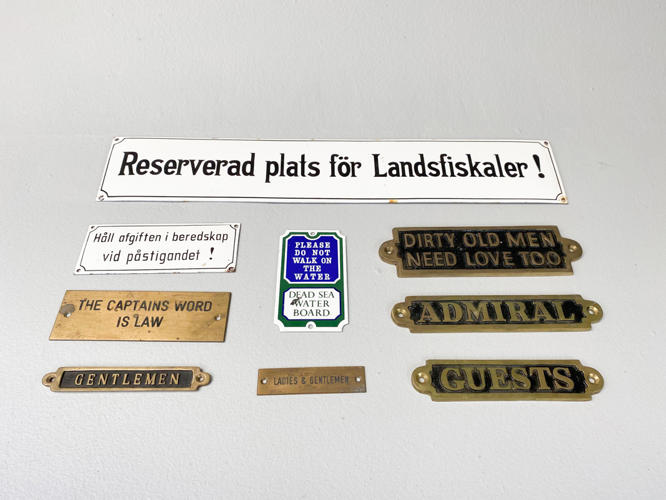 Reserverad plats för Landsfiskaler !
Håll afgiften i beredskap
vid påstigandet !
PLEASE
DO NOT
WALK ON
THE
WATER
DEAD SEA
WATER
BOARD
DIRTY OLD MEN
NEED LOVE TOO
THE CAPTAINS WORD
IS LAW
ADMIRAL
GENTLEMEN
LADIES & GENTLEMEN
GUESTS